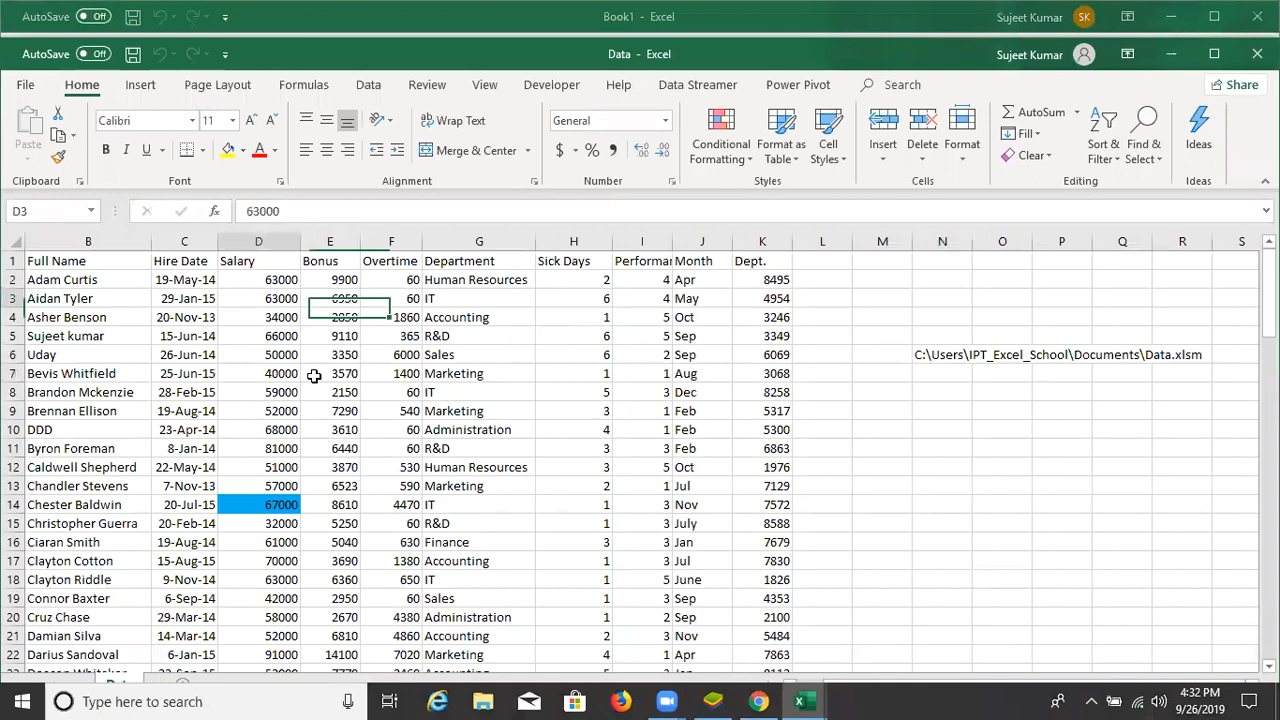 AutoSave Off Book1 - Excel Sujeet Kumar SK
AutoSave Off Data - Excel Sujeet Kumar
File Home Insert Page Layout Formulas Data Review View Developer Help Data Streamer Power Pivot Search Share
Paste Calibri 11 Wrap Text General Conditional Formatting Format as Table Cell Styles Insert Delete Format AutoSum Fill Clear Sort & Filter Find & Select Ideas
B I U Merge & Center $ %
Clipboard Font Alignment Number Styles Cells Editing Ideas
D3 fx 63000
B C D E F G H I J K L M N O P Q R S
1 Full Name Hire Date Salary Bonus Overtime Department Sick Days Performan Month Dept.
2 Adam Curtis 19-May-14 63000 9900 60 Human Resources 2 4 Apr 8495
3 Aidan Tyler 29-Jan-15 63000 6950 60 IT 6 4 May 4954
4 Asher Benson 20-Nov-13 34000 2850 1860 Accounting 1 5 Oct 3246
5 Sujeet kumar 15-Jun-14 66000 9110 365 R&D 6 5 Sep 3349
6 Uday 26-Jun-14 50000 3350 6000 Sales 6 2 Sep 6069 C:\Users\IPT_Excel_School\Documents\Data.xlsm
7 Bevis Whitfield 25-Jun-15 40000 3570 1400 Marketing 1 1 Aug 3068
8 Brandon Mckenzie 28-Feb-15 59000 2150 60 IT 5 3 Dec 8258
9 Brennan Ellison 19-Aug-14 52000 7290 540 Marketing 3 1 Feb 5317
10 DDD 23-Apr-14 68000 3610 60 Administration 4 1 Feb 5300
11 Byron Foreman 8-Jan-14 81000 6440 60 R&D 3 3 Feb 6863
12 Caldwell Shepherd 22-May-14 51000 3870 530 Human Resources 3 5 Oct 1976
13 Chandler Stevens 7-Nov-13 57000 6523 590 Marketing 2 1 Jul 7129
14 Chester Baldwin 20-Jul-15 67000 8610 4470 IT 1 3 Nov 7572
15 Christopher Guerra 20-Feb-14 32000 5250 60 R&D 1 3 July 8588
16 Ciaran Smith 19-Aug-14 61000 5040 630 Finance 3 3 Jan 7679
17 Clayton Cotton 15-Aug-15 70000 3690 1380 Accounting 1 3 Jul 7830
18 Clayton Riddle 9-Nov-14 63000 6360 650 IT 1 5 June 1826
19 Connor Baxter 6-Sep-14 42000 2950 60 Sales 1 3 Sep 4353
20 Cruz Chase 29-Mar-14 58000 2670 4380 Administration 1 2 Sep 2100
21 Damian Silva 14-Mar-14 52000 6810 4860 Accounting 2 3 Nov 5484
22 Darius Sandoval 6-Jan-15 91000 14100 7020 Marketing 4 1 Apr 7863
Type here to search 4:32 PM
9/26/2019